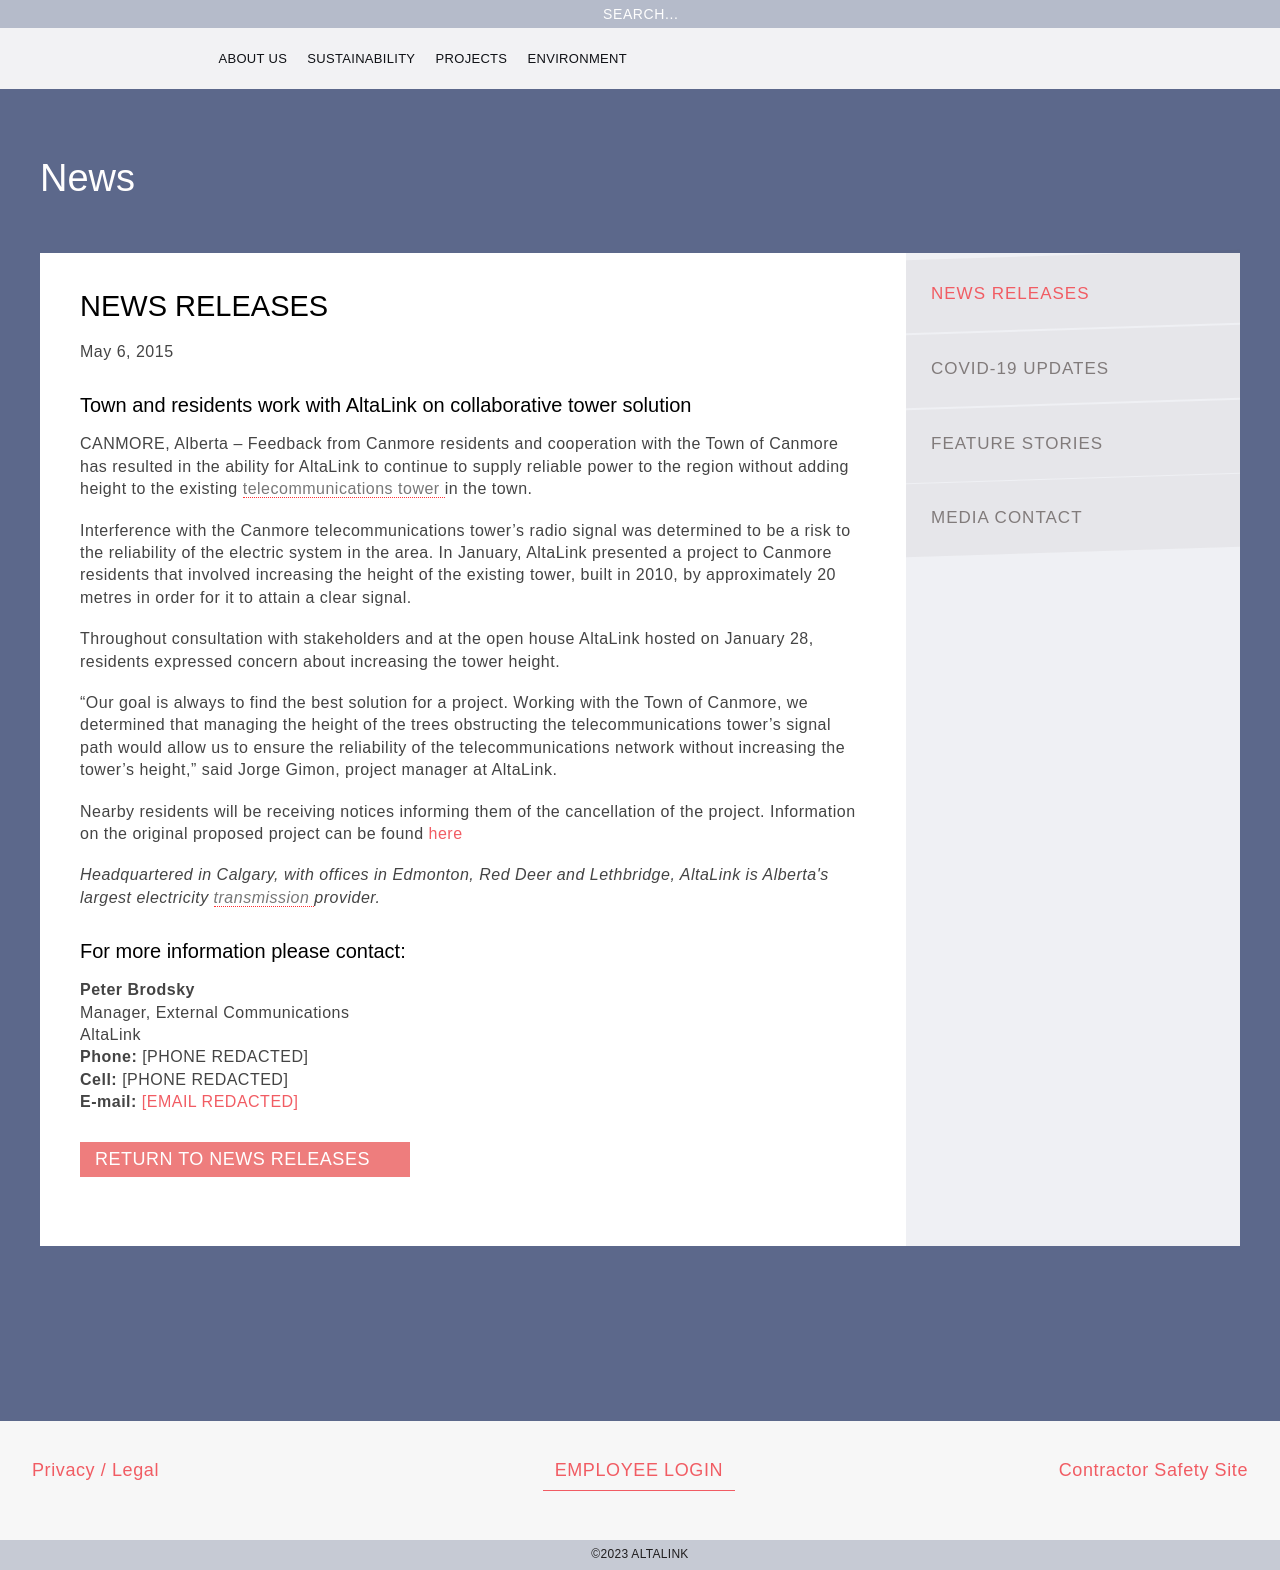 SEARCH...
ABOUT US SUSTAINABILITY PROJECTS ENVIRONMENT
News
NEWS RELEASES
May 6, 2015
Town and residents work with AltaLink on collaborative tower solution
CANMORE, Alberta – Feedback from Canmore residents and cooperation with the Town of Canmore
has resulted in the ability for AltaLink to continue to supply reliable power to the region without adding
height to the existing telecommunications tower in the town.
Interference with the Canmore telecommunications tower’s radio signal was determined to be a risk to
the reliability of the electric system in the area. In January, AltaLink presented a project to Canmore
residents that involved increasing the height of the existing tower, built in 2010, by approximately 20
metres in order for it to attain a clear signal.
Throughout consultation with stakeholders and at the open house AltaLink hosted on January 28,
residents expressed concern about increasing the tower height.
“Our goal is always to find the best solution for a project. Working with the Town of Canmore, we
determined that managing the height of the trees obstructing the telecommunications tower’s signal
path would allow us to ensure the reliability of the telecommunications network without increasing the
tower’s height,” said Jorge Gimon, project manager at AltaLink.
Nearby residents will be receiving notices informing them of the cancellation of the project. Information
on the original proposed project can be found here
Headquartered in Calgary, with offices in Edmonton, Red Deer and Lethbridge, AltaLink is Alberta's
largest electricity transmission provider.
For more information please contact:
Peter Brodsky
Manager, External Communications
AltaLink
Phone: [PHONE REDACTED]
Cell: [PHONE REDACTED]
E-mail: [EMAIL REDACTED]
RETURN TO NEWS RELEASES
NEWS RELEASES
COVID-19 UPDATES
FEATURE STORIES
MEDIA CONTACT
Privacy / Legal
EMPLOYEE LOGIN
Contractor Safety Site
©2023 ALTALINK